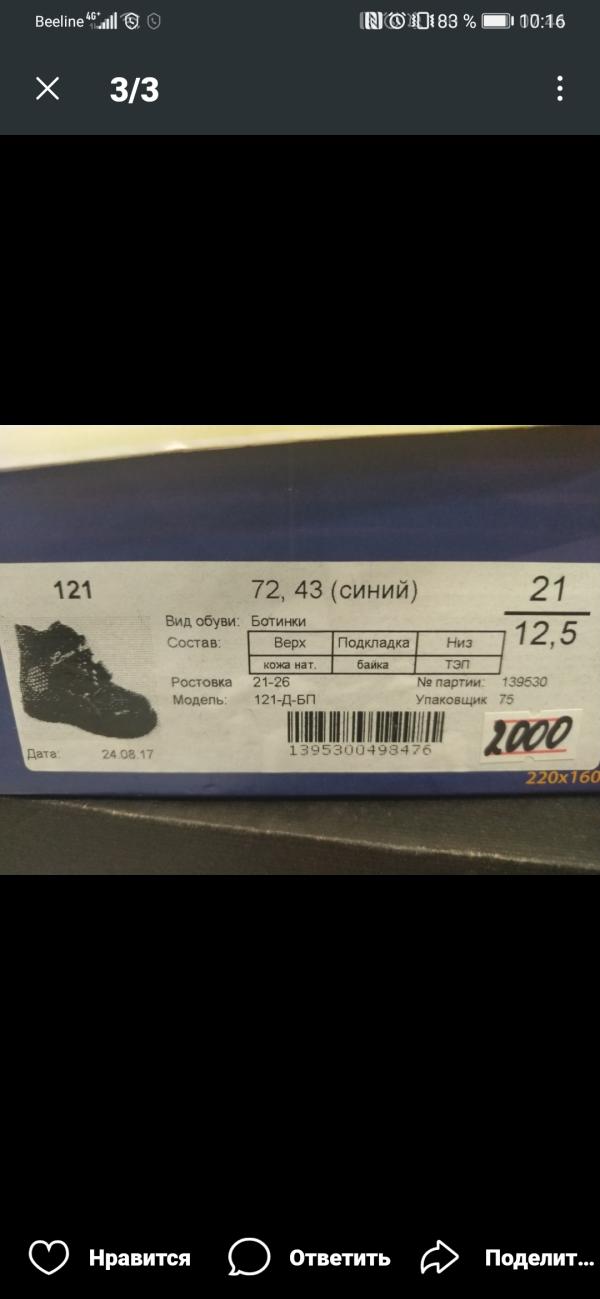 Beeline 4G+ 83 % 10:16
3/3
121
72, 43 (синий)
21
12,5
Вид обуви: Ботинки
Состав: Верх Подкладка Низ
кожа нат. байка ТЭП
Ростовка 21-26 № партии: 139530
Модель: 121-Д-БП Упаковщик 75
1395300498476
2000
Дата: 24.08.17
220x160
Нравится Ответить Поделит...